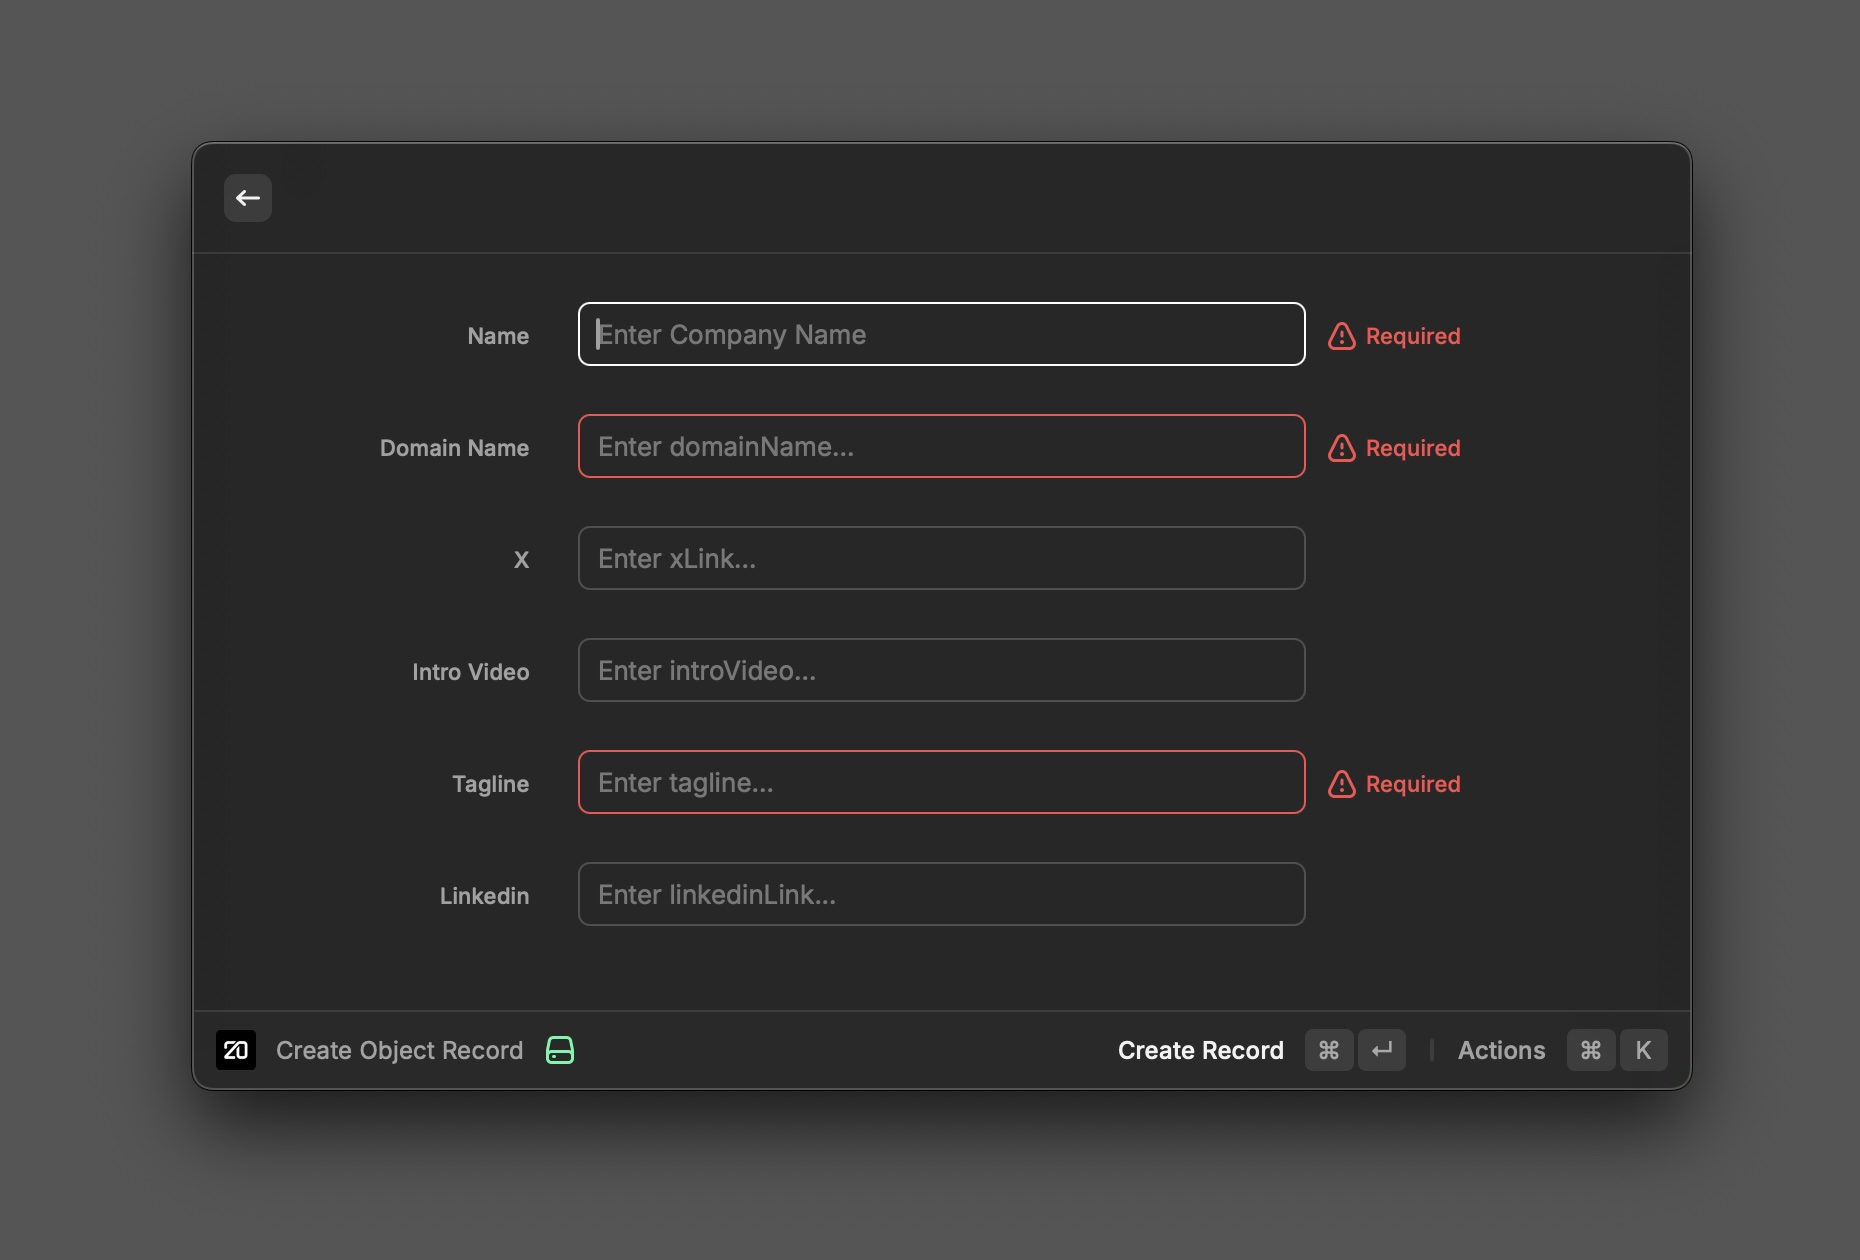 Name
Enter Company Name
Required
Domain Name
Enter domainName...
Required
X
Enter xLink...
Intro Video
Enter introVideo...
Tagline
Enter tagline...
Required
Linkedin
Enter linkedinLink...
20 Create Object Record
Create Record ⌘ ↵ | Actions ⌘ K